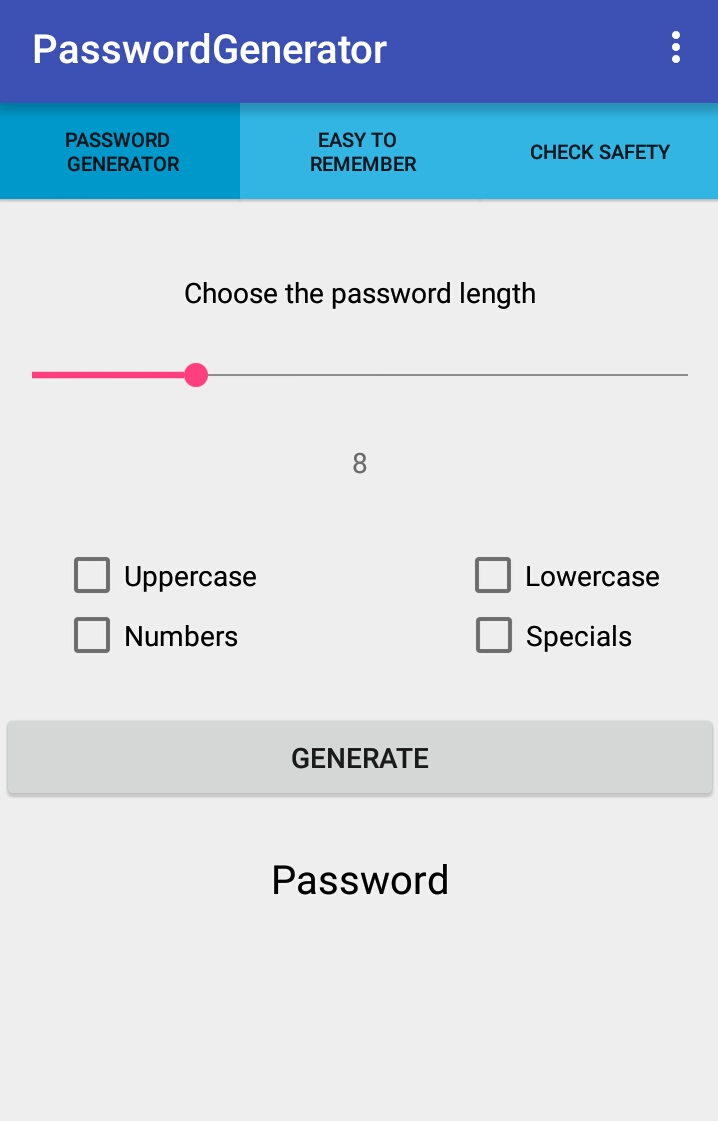 PasswordGenerator
PASSWORD
GENERATOR
EASY TO
REMEMBER
CHECK SAFETY
Choose the password length
8
Uppercase
Lowercase
Numbers
Specials
GENERATE
Password